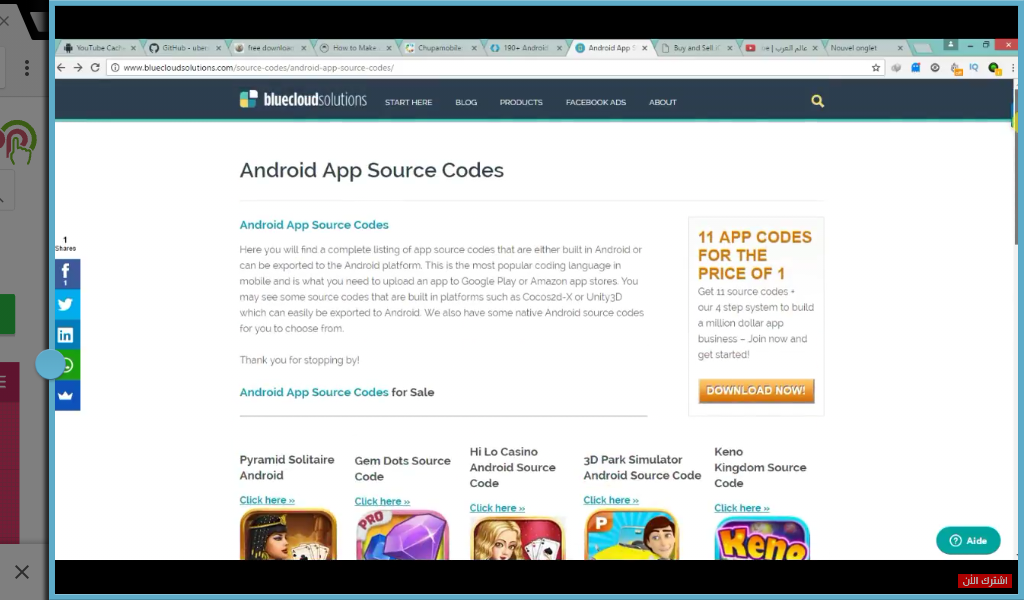 YouTube Cach
GitHub - uber
free download
How to Make
Chupamobile
190+ Android
Android App S
Buy and Sell
عالم العرب
Nouvel onglet
www.bluecloudsolutions.com/source-codes/android-app-source-codes/
bluecloudsolutions
START HERE
BLOG
PRODUCTS
FACEBOOK ADS
ABOUT
Android App Source Codes
Android App Source Codes
Here you will find a complete listing of app source codes that are either built in Android or
can be exported to the Android platform. This is the most popular coding language in
mobile and is what you need to upload an app to Google Play or Amazon app stores. You
may see some source codes that are built in platforms such as Cocos2d-X or Unity3D
which can easily be exported to Android. We also have some native Android source codes
for you to choose from.
Thank you for stopping by!
Android App Source Codes for Sale
1
Shares
1
11 APP CODES
FOR THE
PRICE OF 1
Get 11 source codes +
our 4 step system to build
a million dollar app
business – Join now and
get started!
DOWNLOAD NOW!
Pyramid Solitaire
Android
Click here »
Gem Dots Source
Code
Click here »
PRO
Hi Lo Casino
Android Source
Code
Click here »
3D Park Simulator
Android Source Code
Click here »
P
Keno
Kingdom Source
Code
Click here »
Keno
Aide
اشترك الآن